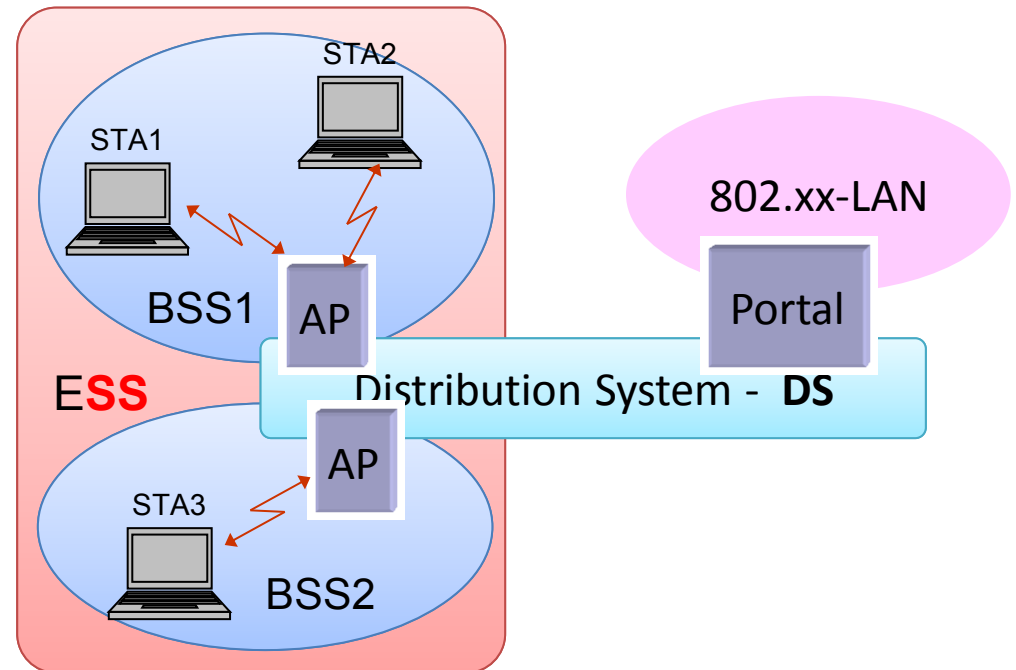 STA2
STA1
802.xx-LAN
BSS1
AP
Portal
ESS
Distribution System - DS
AP
STA3
BSS2